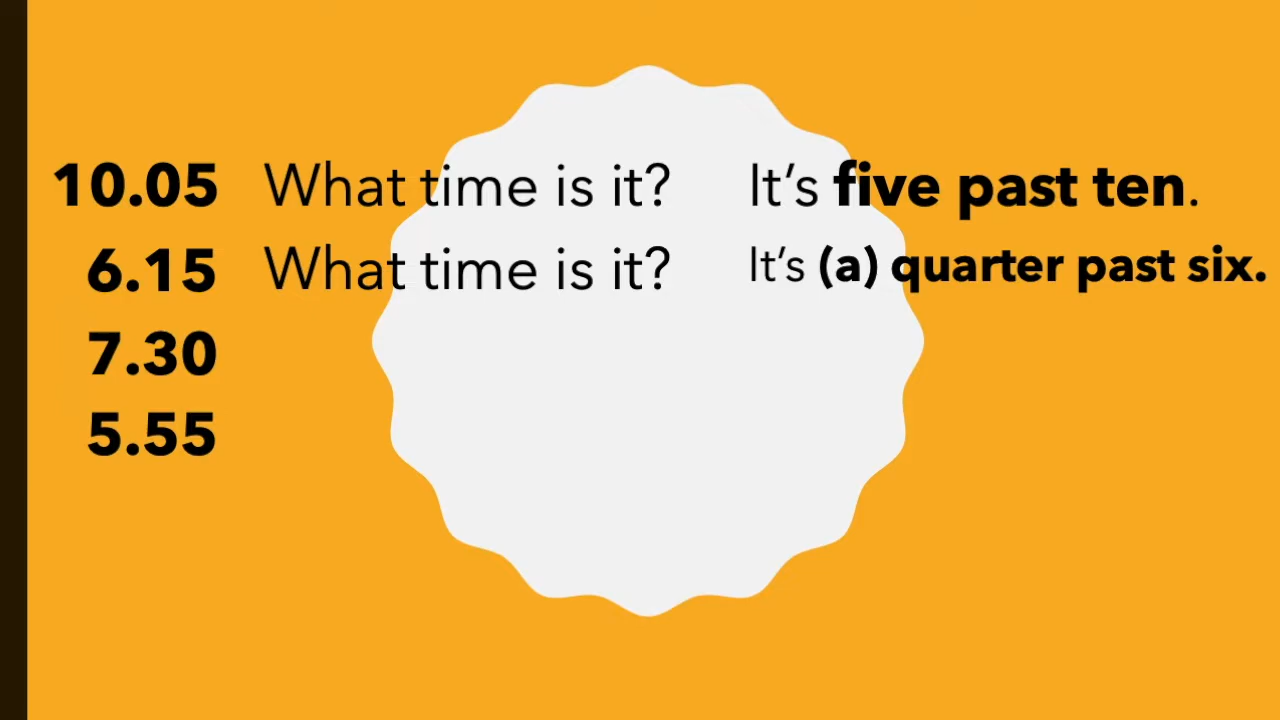 10.05 What time is it? It's five past ten.
6.15 What time is it? It's (a) quarter past six.
7.30
5.55